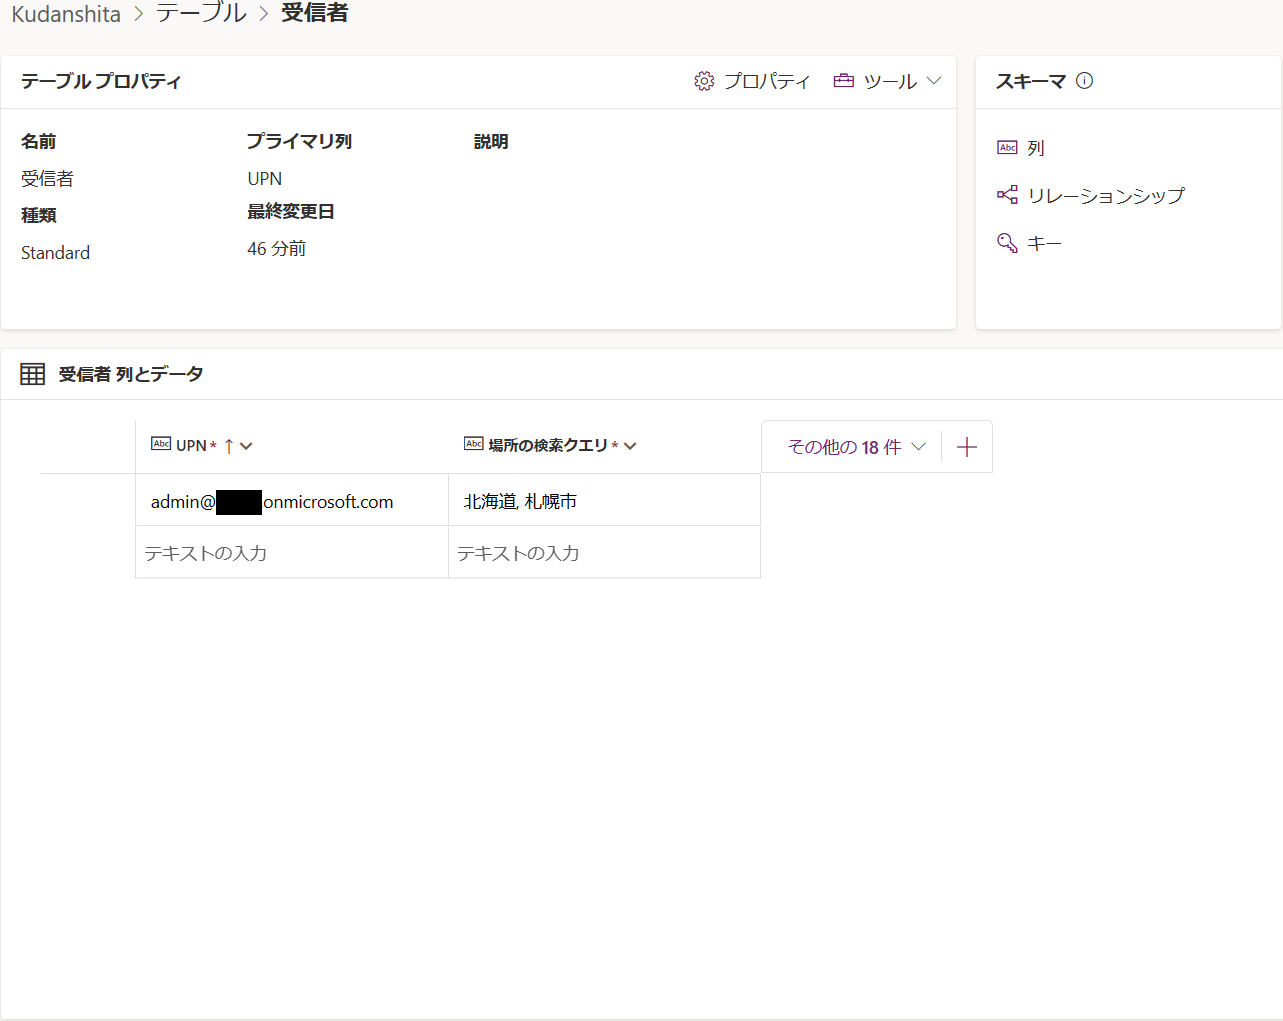 Kudanshita > テーブル > 受信者
テーブル プロパティ
プロパティ
ツール
名前
プライマリ列
説明
受信者
UPN
種類
最終変更日
Standard
46 分前
スキーマ
Abc 列
リレーションシップ
キー
受信者 列とデータ
Abc UPN * ↑
Abc 場所の検索クエリ *
その他の 18 件
admin@ onmicrosoft.com
北海道, 札幌市
テキストの入力
テキストの入力